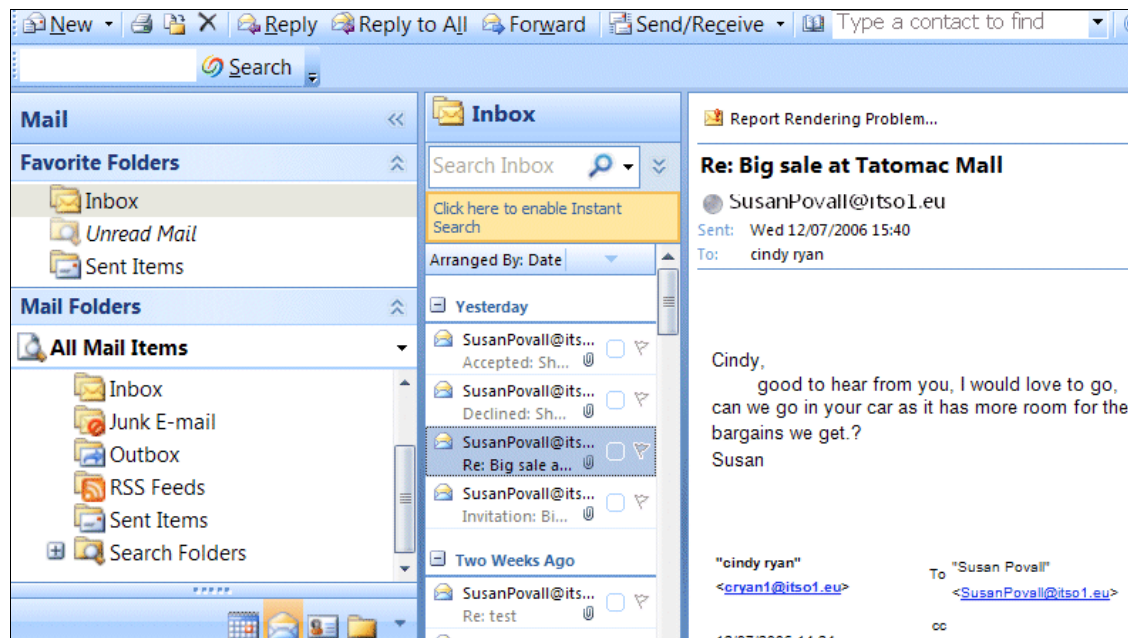 New Reply Reply to All Forward Send/Receive Type a contact to find
Search
Mail
Favorite Folders
Inbox
Unread Mail
Sent Items
Mail Folders
All Mail Items
Inbox
Junk E-mail
Outbox
RSS Feeds
Sent Items
Search Folders
Inbox
Search Inbox
Click here to enable Instant
Search
Arranged By: Date
Yesterday
SusanPovall@its...
Accepted: Sh...
SusanPovall@its...
Declined: Sh...
SusanPovall@its...
Re: Big sale a...
SusanPovall@its...
Invitation: Bi...
Two Weeks Ago
SusanPovall@its...
Re: test
Report Rendering Problem...
Re: Big sale at Tatomac Mall
SusanPovall@itso1.eu
Sent: Wed 12/07/2006 15:40
To: cindy ryan
Cindy,
good to hear from you, I would love to go,
can we go in your car as it has more room for the
bargains we get.?
Susan
"cindy ryan"
<cryan1@itso1.eu>
To "Susan Povall"
<SusanPovall@itso1.eu>
cc